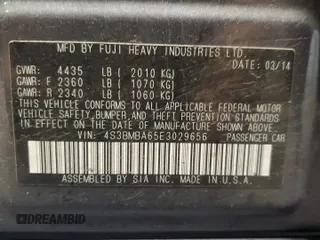 MFD. BY FUJI HEAVY INDUSTRIES LTD.
GVWR: 4435 LB ( 2010 KG) 03/14
GAWR: F 2360 LB ( 1070 KG)
GAWR: R 2340 LB ( 1060 KG)
THIS VEHICLE CONFORMS TO ALL APPLICABLE FEDERAL MOTOR
VEHICLE SAFETY, BUMPER, AND THEFT PREVENTION STANDARDS
IN EFFECT ON THE DATE OF MANUFACTURE SHOWN ABOVE.
VIN: 4S3BMBA65E3029656 PASSENGER CAR
ASSEMBLED BY SIA INC. MADE IN U.S.A.
DREAMBID